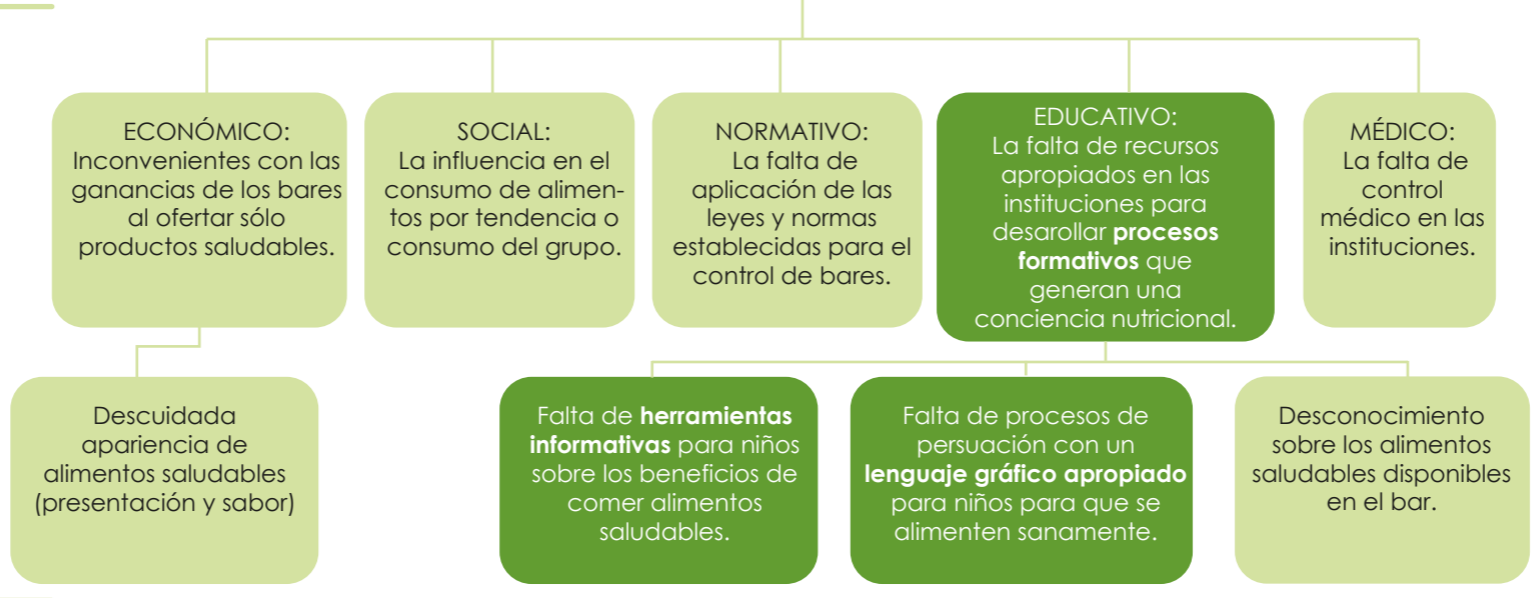 ECONÓMICO:
Inconvenientes con las
ganancias de los bares
al ofertar sólo
productos saludables.
SOCIAL:
La influencia en el
consumo de alimen-
tos por tendencia o
consumo del grupo.
NORMATIVO:
La falta de
aplicación de las
leyes y normas
establecidas para el
control de bares.
EDUCATIVO:
La falta de recursos
apropiados en las
instituciones para
desarollar procesos
formativos que
generan una
conciencia nutricional.
MÉDICO:
La falta de
control
médico en las
instituciones.
Descuidada
apariencia de
alimentos saludables
(presentación y sabor)
Falta de herramientas
informativas para niños
sobre los beneficios de
comer alimentos
saludables.
Falta de procesos de
persuación con un
lenguaje gráfico apropiado
para niños para que se
alimenten sanamente.
Desconocimiento
sobre los alimentos
saludables disponibles
en el bar.